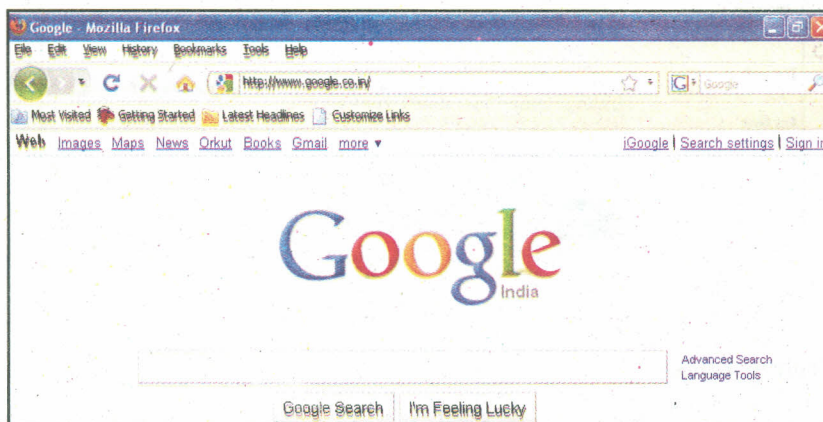 Google - Mozilla Firefox
File Edit View History Bookmarks Tools Help
http://www.google.co.in/ G Google
Most Visited Getting Started Latest Headlines Customize Links
Web Images Maps News Orkut Books Gmail more ▼ iGoogle | Search settings | Sign in
Google
India
Advanced Search
Language Tools
Google Search I'm Feeling Lucky